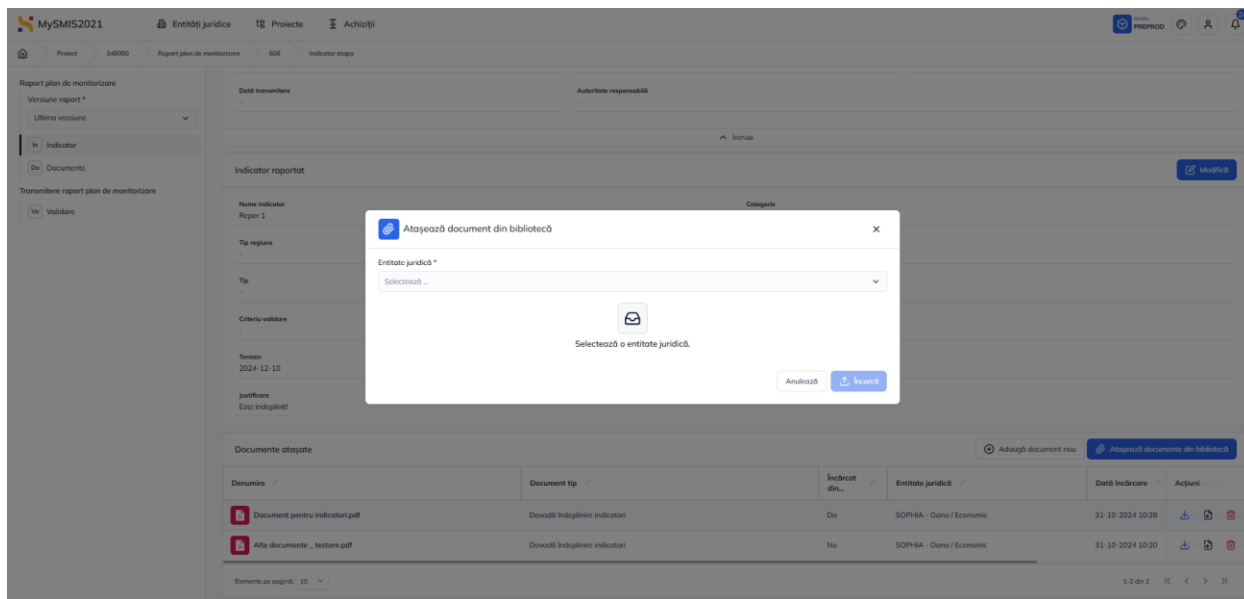 MySMIS2021
Entități juridice
Proiecte
Achiziții
Mediu
PREPROD
Proiect
348050
Raport plan de monitorizare
608
Indicator etapa
Raport plan de monitorizare
Versiune raport *
Ultima versiune
In Indicator
Do Documente
Transmitere raport plan de monitorizare
Va Validare
Dată transmitere
-
Autoritate responsabilă
-
Închide
Indicator raportat
Modifică
Nume indicator
Reper 1
Categorie
Tip regiune
-
Tip
-
Criteriu validare
-
Termen
2024-12-10
Justificare
Este indeplinit!
Atașează document din bibliotecă
Entitate juridică *
Selectează ...
Selectează o entitate juridică.
Anulează
Încarcă
Documente atașate
Adaugă document nou
Atașează documente din bibliotecă
Denumire
Document tip
Încărcat din...
Entitate juridică
Dată încărcare
Acțiuni
Document pentru indicatori.pdf
Dovadă îndeplinire indicatori
Da
SOPHIA - Oana / Economic
31-10-2024 10:28
Alte documente _ testare.pdf
Dovadă îndeplinire indicatori
Nu
SOPHIA - Oana / Economic
31-10-2024 10:20
Elemente pe pagină: 10
1-2 din 2